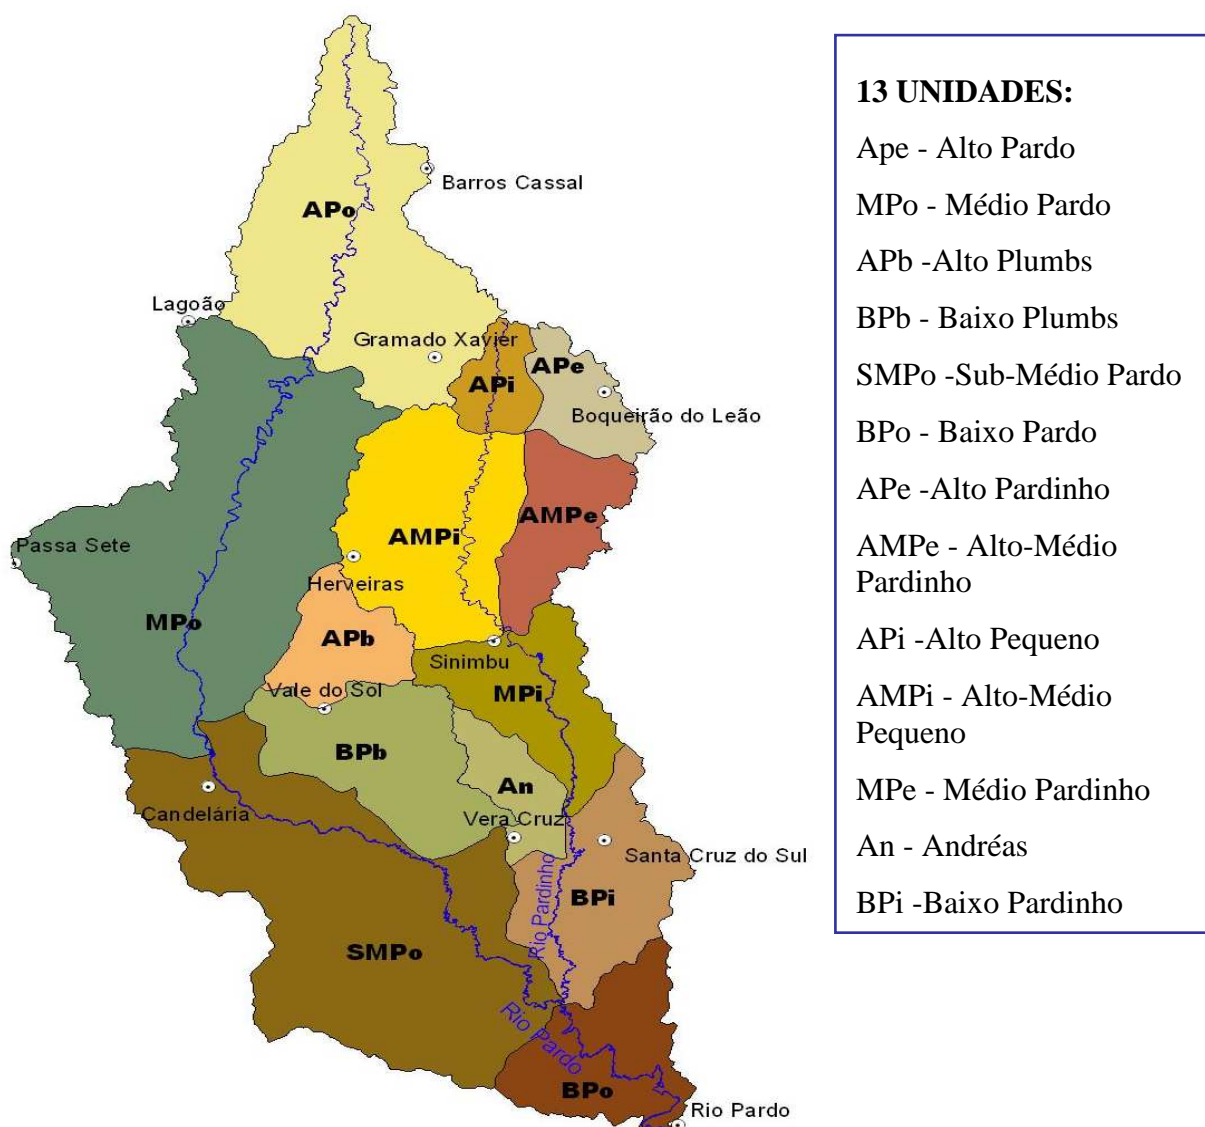 Barros Cassal
APo
Lagoão
Gramado Xavier
APi
APe
Boqueirão do Leão
AMPi
AMPe
Passa Sete
Herveiras
MPo
APb
Sinimbu
Vale do Sol
MPi
BPb
An
Candelária
Vera Cruz
Santa Cruz do Sul
Rio Pardinho
BPi
SMPo
Rio Pardo
BPo
Rio Pardo
13 UNIDADES:
Ape - Alto Pardo
MPo - Médio Pardo
APb -Alto Plumbs
BPb - Baixo Plumbs
SMPo -Sub-Médio Pardo
BPo - Baixo Pardo
APe -Alto Pardinho
AMPe - Alto-Médio
Pardinho
APi -Alto Pequeno
AMPi - Alto-Médio
Pequeno
MPe - Médio Pardinho
An - Andréas
BPi -Baixo Pardinho